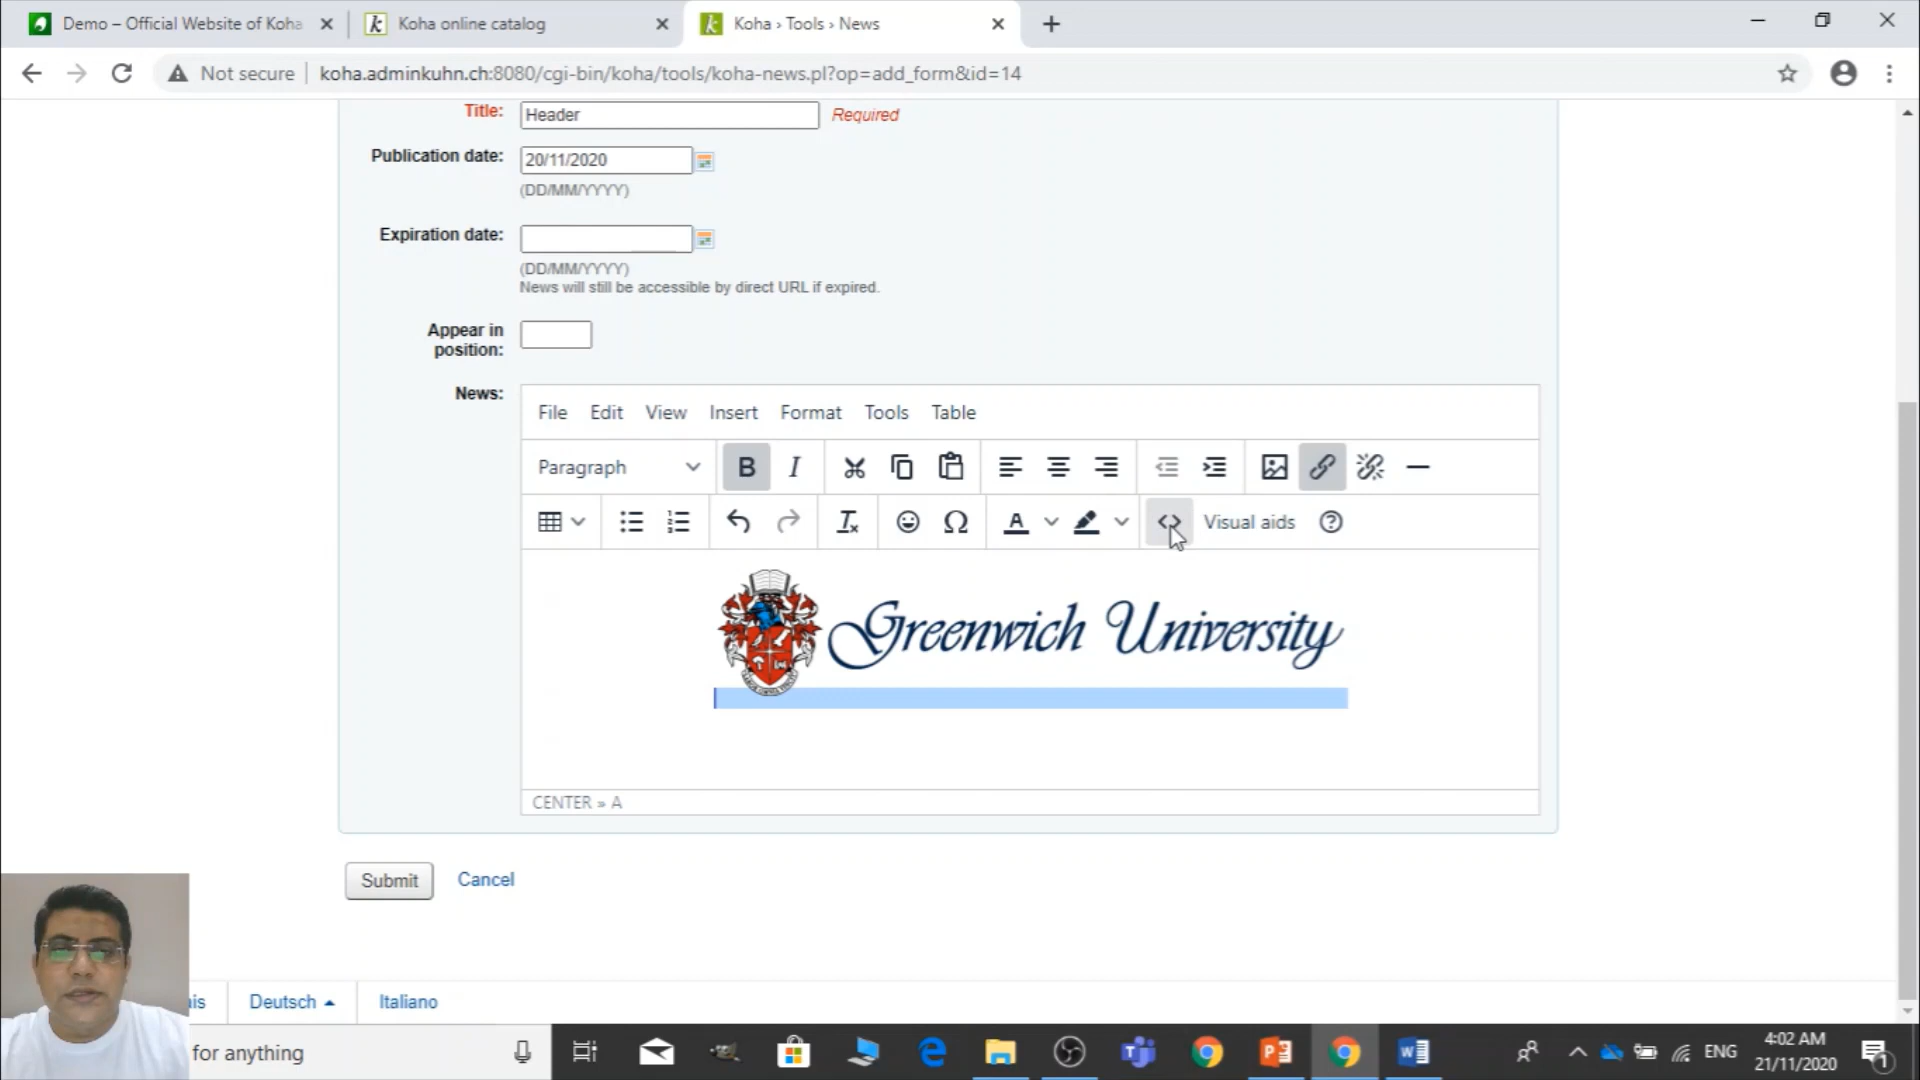 Demo – Official Website of Koha
Koha online catalog
Koha › Tools › News
Not secure
koha.adminkuhn.ch:8080/cgi-bin/koha/tools/koha-news.pl?op=add_form&id=14
Title: Header Required
Publication date: 20/11/2020
(DD/MM/YYYY)
Expiration date:
(DD/MM/YYYY)
News will still be accessible by direct URL if expired.
Appear in
position:
News:
File Edit View Insert Format Tools Table
Paragraph B I
Visual aids
Greenwich University
CENTER » A
Submit Cancel
Deutsch Italiano
for anything
ENG
4:02 AM
21/11/2020
1